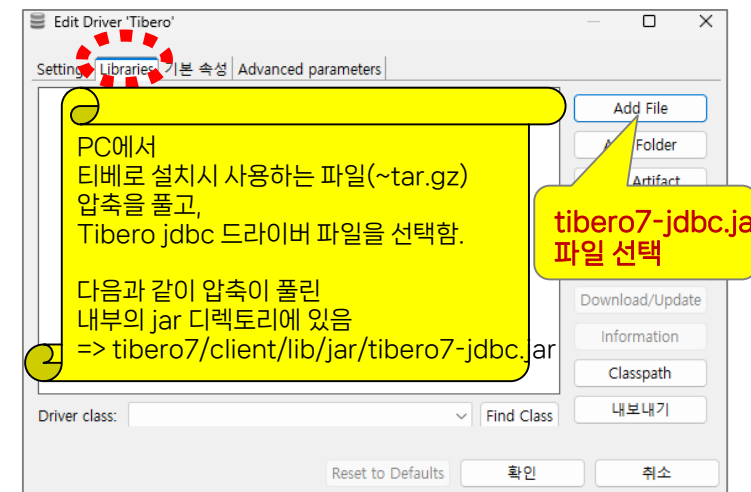 Edit Driver 'Tibero'
Settings Libraries 기본 속성 Advanced parameters
Add File
Folder
Artifact
PC에서
티베로 설치시 사용하는 파일(~tar.gz)
압축을 풀고,
Tibero jdbc 드라이버 파일을 선택함.
다음과 같이 압축이 풀린
내부의 jar 디렉토리에 있음
=> tibero7/client/lib/jar/tibero7-jdbc.jar
tibero7-jdbc.ja
파일 선택
Download/Update
Information
Classpath
내보내기
Driver class:
Find Class
Reset to Defaults
확인
취소